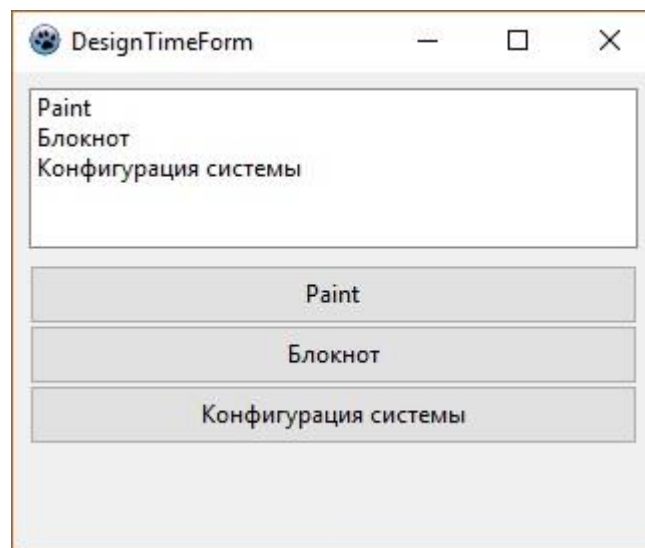 DesignTimeForm
Paint
Блокнот
Конфигурация системы
Paint
Блокнот
Конфигурация системы